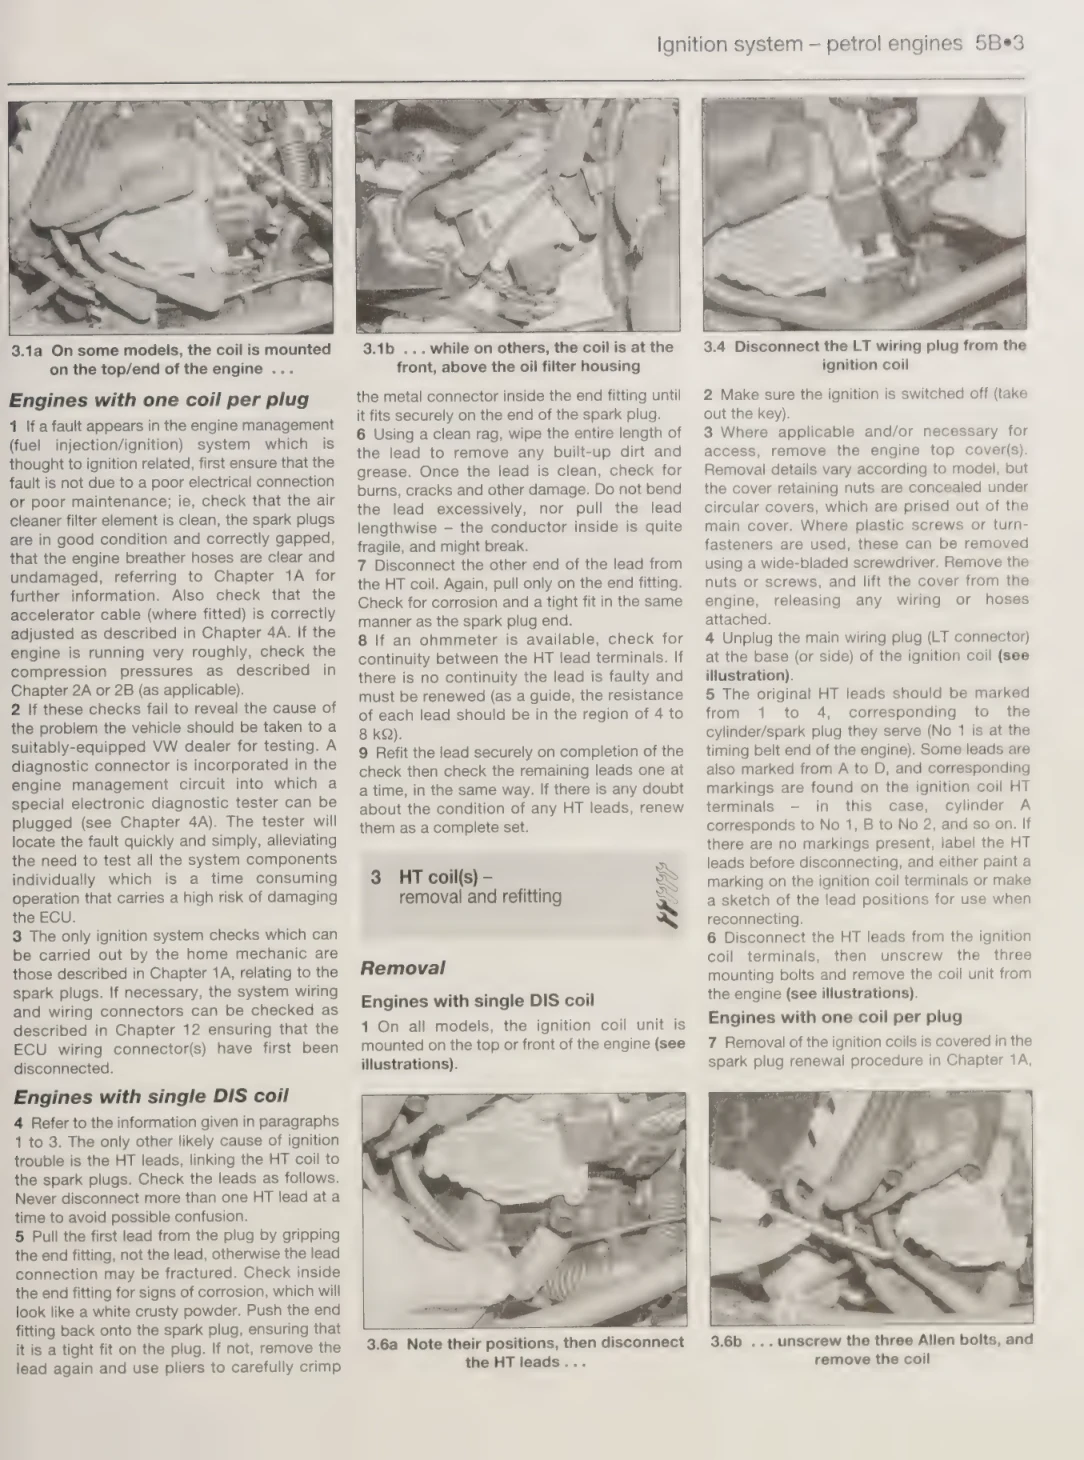 Ignition system – petrol engines 5B•3
3.1a On some models, the coil is mounted
on the top/end of the engine ...
3.1b ... while on others, the coil is at the
front, above the oil filter housing
3.4 Disconnect the LT wiring plug from the
ignition coil
Engines with one coil per plug
1 If a fault appears in the engine management
(fuel injection/ignition) system which is
thought to ignition related, first ensure that the
fault is not due to a poor electrical connection
or poor maintenance; ie, check that the air
cleaner filter element is clean, the spark plugs
are in good condition and correctly gapped,
that the engine breather hoses are clear and
undamaged, referring to Chapter 1A for
further information. Also check that the
accelerator cable (where fitted) is correctly
adjusted as described in Chapter 4A. If the
engine is running very roughly, check the
compression pressures as described in
Chapter 2A or 2B (as applicable).
2 If these checks fail to reveal the cause of
the problem the vehicle should be taken to a
suitably-equipped VW dealer for testing. A
diagnostic connector is incorporated in the
engine management circuit into which a
special electronic diagnostic tester can be
plugged (see Chapter 4A). The tester will
locate the fault quickly and simply, alleviating
the need to test all the system components
individually which is a time consuming
operation that carries a high risk of damaging
the ECU.
3 The only ignition system checks which can
be carried out by the home mechanic are
those described in Chapter 1A, relating to the
spark plugs. If necessary, the system wiring
and wiring connectors can be checked as
described in Chapter 12 ensuring that the
ECU wiring connector(s) have first been
disconnected.
Engines with single DIS coil
4 Refer to the information given in paragraphs
1 to 3. The only other likely cause of ignition
trouble is the HT leads, linking the HT coil to
the spark plugs. Check the leads as follows.
Never disconnect more than one HT lead at a
time to avoid possible confusion.
5 Pull the first lead from the plug by gripping
the end fitting, not the lead, otherwise the lead
connection may be fractured. Check inside
the end fitting for signs of corrosion, which will
look like a white crusty powder. Push the end
fitting back onto the spark plug, ensuring that
it is a tight fit on the plug. If not, remove the
lead again and use pliers to carefully crimp
the metal connector inside the end fitting until
it fits securely on the end of the spark plug.
6 Using a clean rag, wipe the entire length of
the lead to remove any built-up dirt and
grease. Once the lead is clean, check for
burns, cracks and other damage. Do not bend
the lead excessively, nor pull the lead
lengthwise – the conductor inside is quite
fragile, and might break.
7 Disconnect the other end of the lead from
the HT coil. Again, pull only on the end fitting.
Check for corrosion and a tight fit in the same
manner as the spark plug end.
8 If an ohmmeter is available, check for
continuity between the HT lead terminals. If
there is no continuity the lead is faulty and
must be renewed (as a guide, the resistance
of each lead should be in the region of 4 to
8 kΩ).
9 Refit the lead securely on completion of the
check then check the remaining leads one at
a time, in the same way. If there is any doubt
about the condition of any HT leads, renew
them as a complete set.
3 HT coil(s) –
removal and refitting
Removal
Engines with single DIS coil
1 On all models, the ignition coil unit is
mounted on the top or front of the engine (see
illustrations).
2 Make sure the ignition is switched off (take
out the key).
3 Where applicable and/or necessary for
access, remove the engine top cover(s).
Removal details vary according to model, but
the cover retaining nuts are concealed under
circular covers, which are prised out of the
main cover. Where plastic screws or turn-
fasteners are used, these can be removed
using a wide-bladed screwdriver. Remove the
nuts or screws, and lift the cover from the
engine, releasing any wiring or hoses
attached.
4 Unplug the main wiring plug (LT connector)
at the base (or side) of the ignition coil (see
illustration).
5 The original HT leads should be marked
from 1 to 4, corresponding to the
cylinder/spark plug they serve (No 1 is at the
timing belt end of the engine). Some leads are
also marked from A to D, and corresponding
markings are found on the ignition coil HT
terminals – in this case, cylinder A
corresponds to No 1, B to No 2, and so on. If
there are no markings present, label the HT
leads before disconnecting, and either paint a
marking on the ignition coil terminals or make
a sketch of the lead positions for use when
reconnecting.
6 Disconnect the HT leads from the ignition
coil terminals, then unscrew the three
mounting bolts and remove the coil unit from
the engine (see illustrations).
Engines with one coil per plug
7 Removal of the ignition coils is covered in the
spark plug renewal procedure in Chapter 1A,
3.6a Note their positions, then disconnect
the HT leads ...
3.6b ... unscrew the three Allen bolts, and
remove the coil